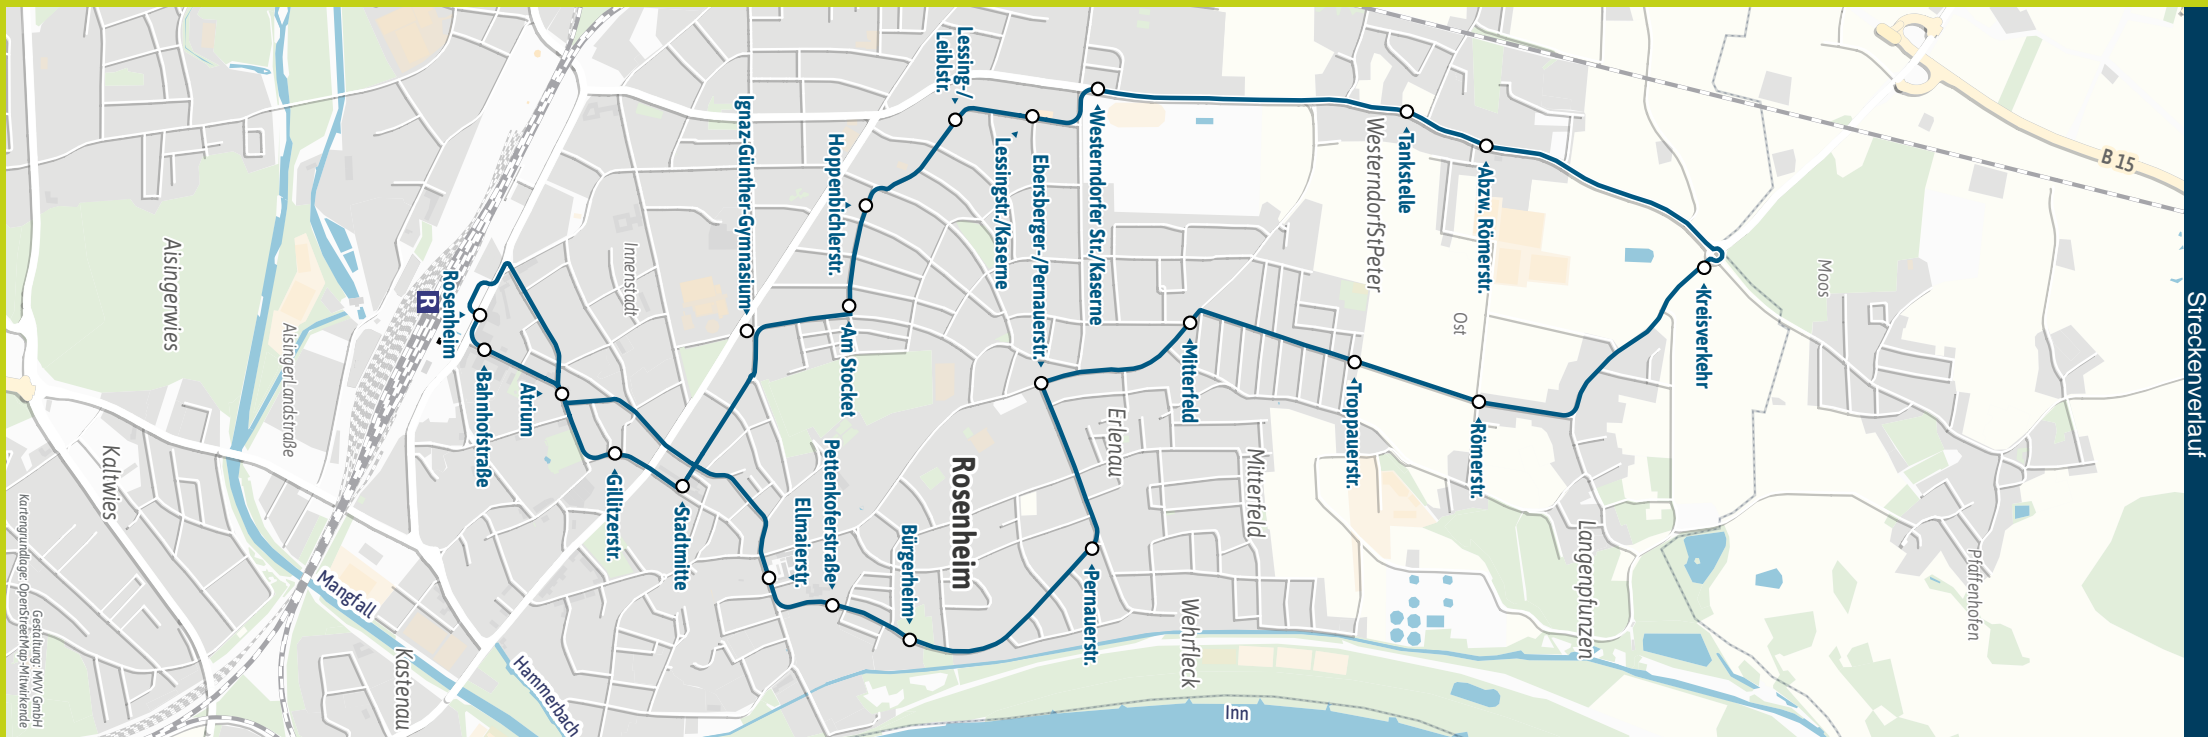 Streckenverlauf
B 15
Moos
Pfaffenhofen
Kreisverkehr
Langenpfunzen
Abzw. Römerstr.
Ost
Römerstr.
Tankstelle
WesterndorfStPeter
Troppauerstr.
Mitterfeld
Mitterfeld
Inn
Wehrfleck
Erlenau
Westerndorfer Str./Kaserne
Pernauerstr.
Ebersberger-/Pernauerstr.
Lessingstr./Kaserne
Lessing-/
Leiblstr.
Rosenheim
Bürgerheim
Hoppenbichlerstr.
Am Stocket
Pettenkoferstraße
Ellmaierstr.
Ignaz-Günther-Gymnasium
Stadtmitte
Innenstadt
Gillitzerstr.
Atrium
Hammerbach
Bahnhofstraße
Rosenheim
R
Kastenau
Mangfall
AisingerLandstraße
Aisingerwies
Kaltwies
Gestaltung: MVV GmbH
Kartengrundlage: OpenStreetMap-Mitwirkende